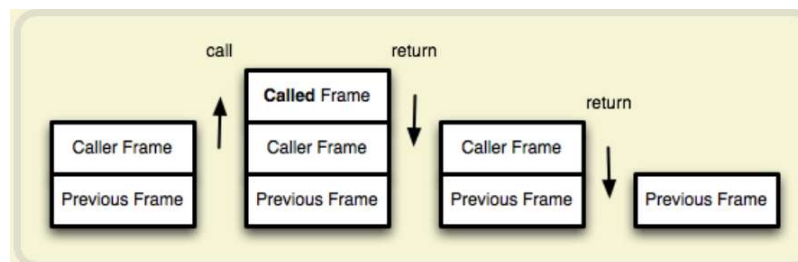 call
return
Called Frame
return
Caller Frame
Caller Frame
Caller Frame
Previous Frame
Previous Frame
Previous Frame
Previous Frame